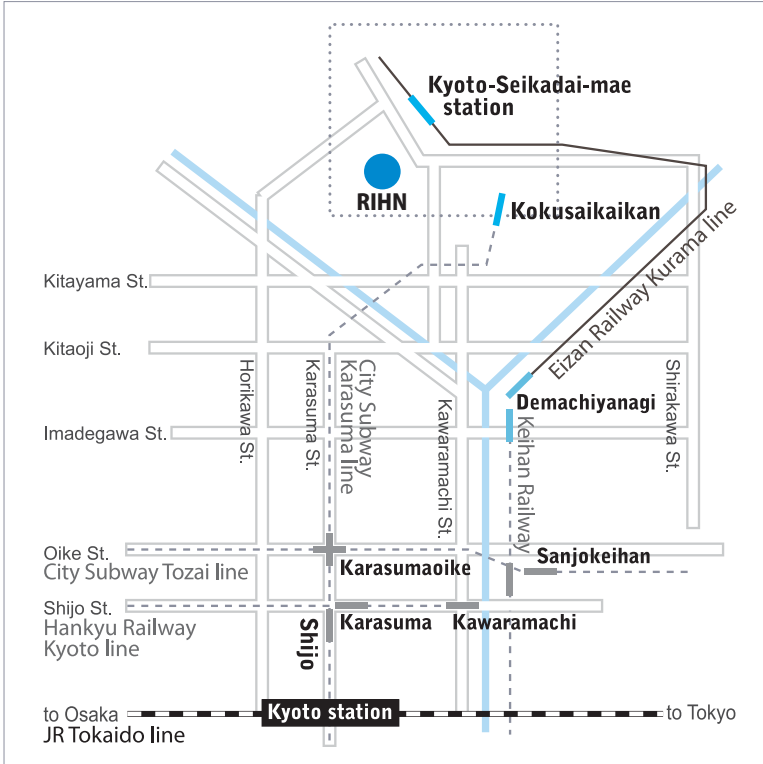 Kyoto-Seikadai-mae
station
RIHN
Kokusaikaikan
Kitayama St.
Eizan Railway Kurama line
Kitaoji St.
Horikawa St.
Karasuma St.
City Subway
Karasuma line
Kawaramachi St.
Demachiyanagi
Shirakawa St.
Imadegawa St.
Keihan Railway
Oike St.
City Subway Tozai line
Karasumaoike
Sanjokeihan
Shijo St.
Hankyu Railway
Kyoto line
Shijo
Karasuma
Kawaramachi
to Osaka
Kyoto station
to Tokyo
JR Tokaido line